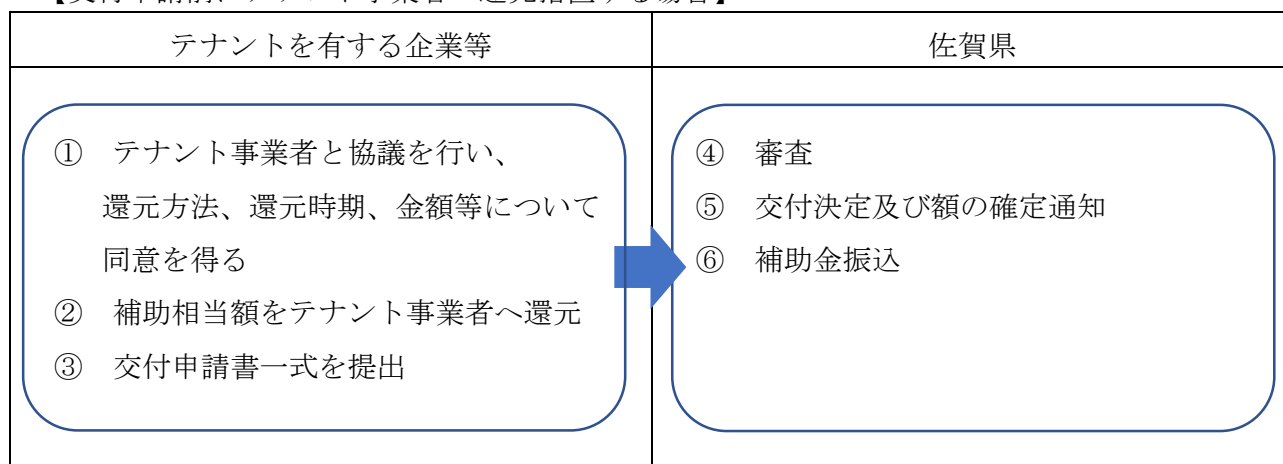 テナントを有する企業等
佐賀県
① テナント事業者と協議を行い、
還元方法、還元時期、金額等について
同意を得る
② 補助相当額をテナント事業者へ還元
③ 交付申請書一式を提出
④ 審査
⑤ 交付決定及び額の確定通知
⑥ 補助金振込